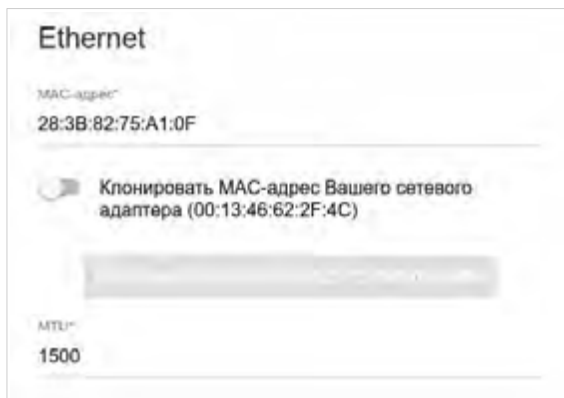 Ethernet
MAC-адрес*
28:3B:82:75:A1:0F
Клонировать MAC-адрес Вашего сетевого
адаптера (00:13:46:62:2F:4C)
MTU*
1500